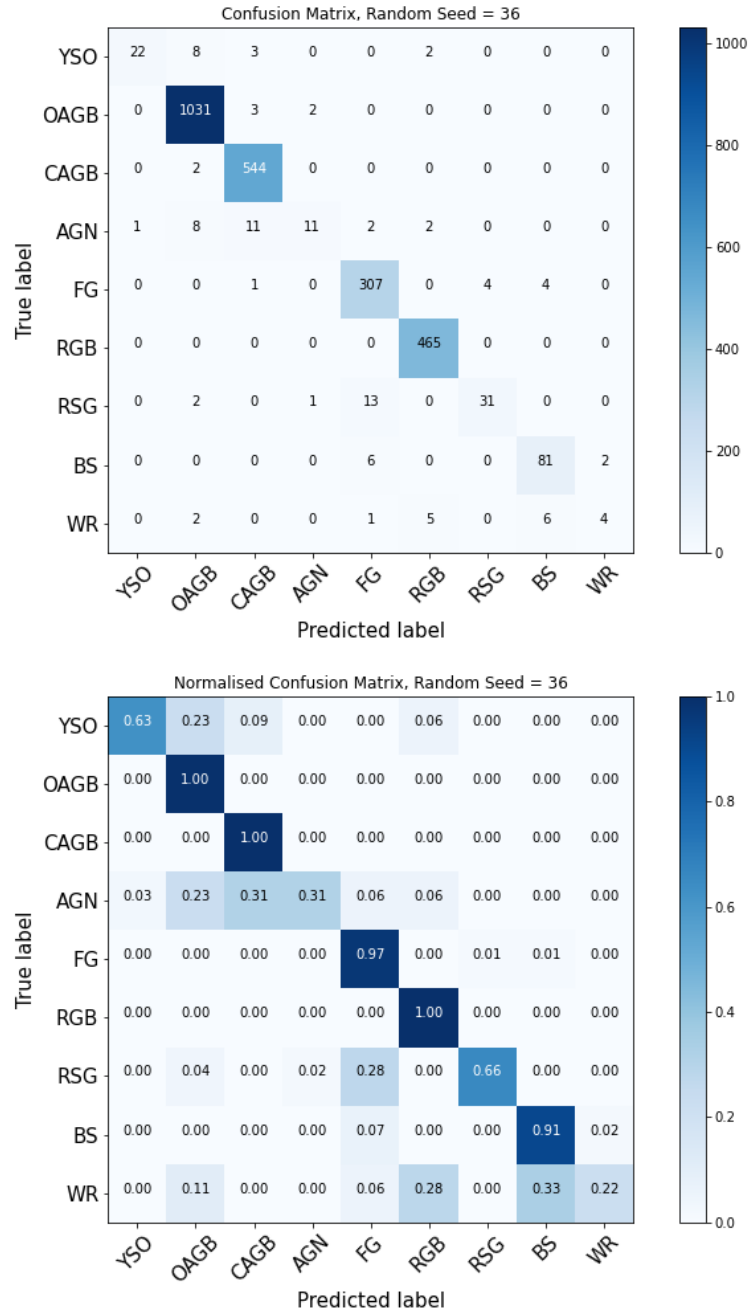 Confusion Matrix, Random Seed = 36
YSO 22 8 3 0 0 2 0 0 0
OAGB 0 1031 3 2 0 0 0 0 0
CAGB 0 2 544 0 0 0 0 0 0
AGN 1 8 11 11 2 2 0 0 0
FG 0 0 1 0 307 0 4 4 0
RGB 0 0 0 0 0 465 0 0 0
RSG 0 2 0 1 13 0 31 0 0
BS 0 0 0 0 6 0 0 81 2
WR 0 2 0 0 1 5 0 6 4
YSO OAGB CAGB AGN FG RGB RSG BS WR
Predicted label
True label
1000
800
600
400
200
0
Normalised Confusion Matrix, Random Seed = 36
YSO 0.63 0.23 0.09 0.00 0.00 0.06 0.00 0.00 0.00
OAGB 0.00 1.00 0.00 0.00 0.00 0.00 0.00 0.00 0.00
CAGB 0.00 0.00 1.00 0.00 0.00 0.00 0.00 0.00 0.00
AGN 0.03 0.23 0.31 0.31 0.06 0.06 0.00 0.00 0.00
FG 0.00 0.00 0.00 0.00 0.97 0.00 0.01 0.01 0.00
RGB 0.00 0.00 0.00 0.00 0.00 1.00 0.00 0.00 0.00
RSG 0.00 0.04 0.00 0.02 0.28 0.00 0.66 0.00 0.00
BS 0.00 0.00 0.00 0.00 0.07 0.00 0.00 0.91 0.02
WR 0.00 0.11 0.00 0.00 0.06 0.28 0.00 0.33 0.22
YSO OAGB CAGB AGN FG RGB RSG BS WR
Predicted label
True label
1.0
0.8
0.6
0.4
0.2
0.0